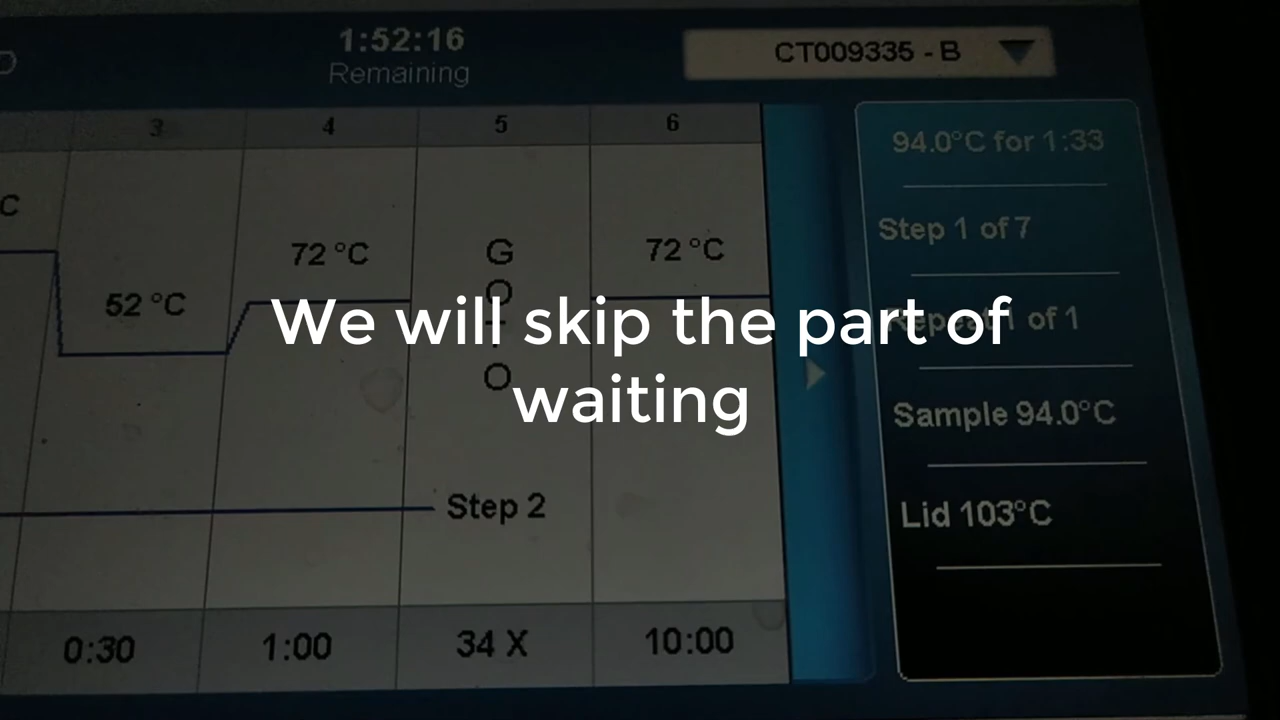 1:52:16
Remaining
CT009335 - B
3 4 5 6
94.0°C for 1:33
C
72 °C
G
O
T
O
72 °C
Step 1 of 7
52 °C
Repeat 1 of 1
We will skip the part of
waiting
Sample 94.0°C
Step 2
Lid 103°C
0:30 1:00 34 X 10:00